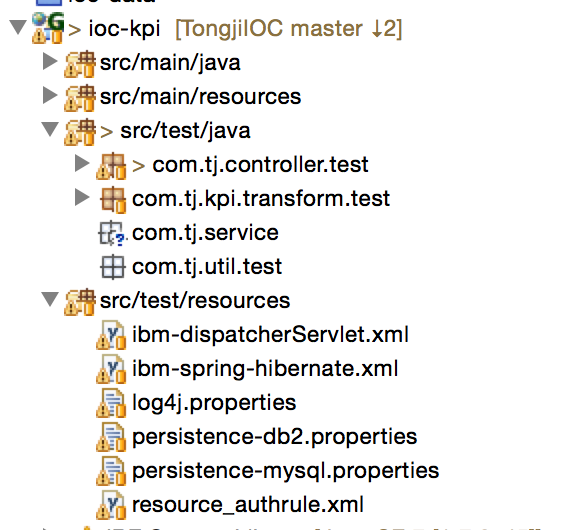 > ioc-kpi [TongjiIOC master ↓2]
src/main/java
src/main/resources
> src/test/java
> com.tj.controller.test
com.tj.kpi.transform.test
com.tj.service
com.tj.util.test
src/test/resources
ibm-dispatcherServlet.xml
ibm-spring-hibernate.xml
log4j.properties
persistence-db2.properties
persistence-mysql.properties
resource_authrule.xml